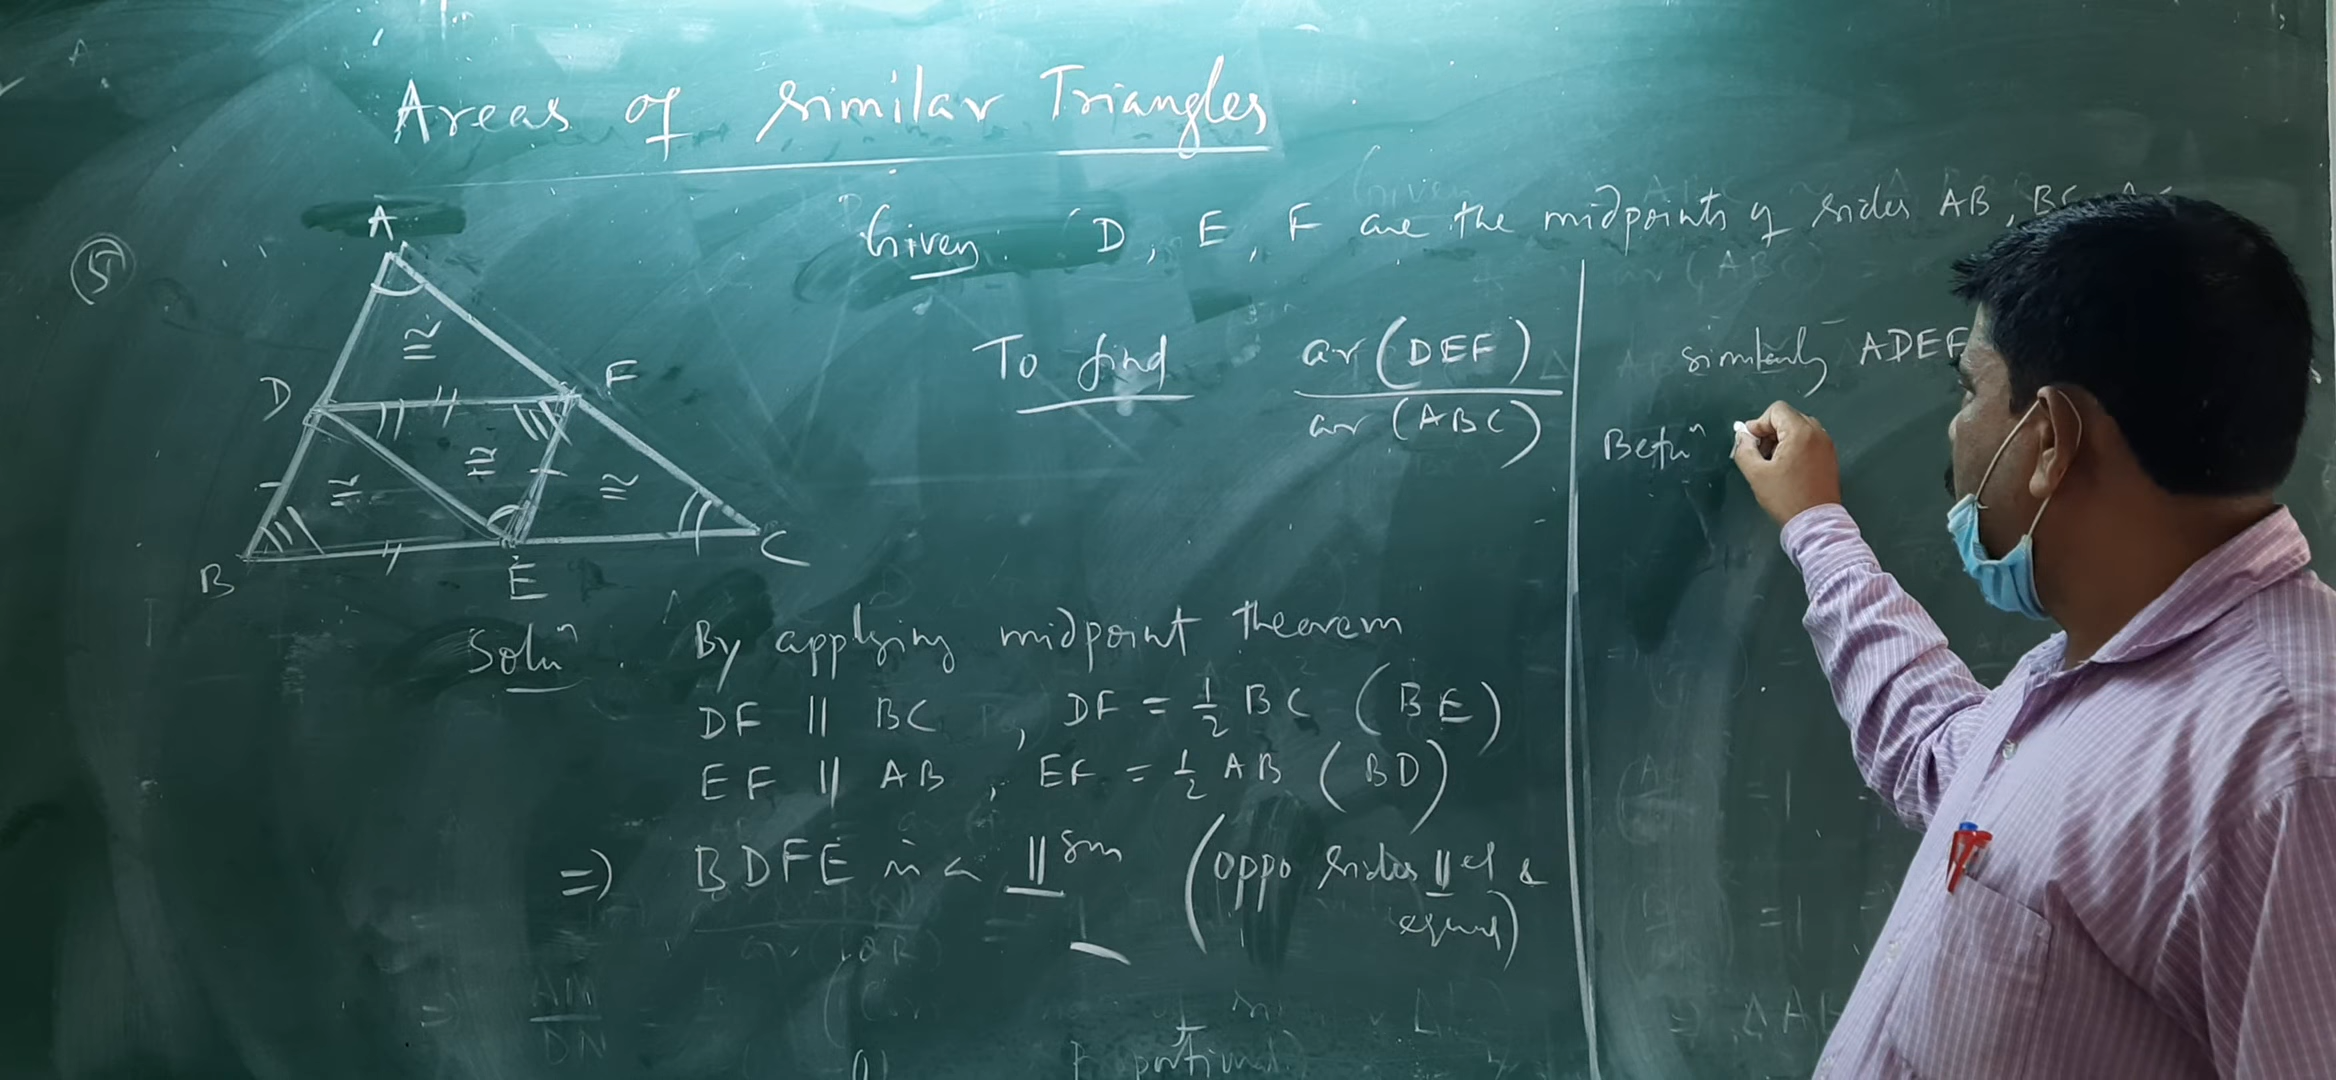 Areas of Similar Triangles
(5)
A
D
F
B
E
C
Given: D, E, F are the midpoints of sides AB, BC
To find ar (DEF)
ar (ABC)
Soluⁿ. By applying midpoint theorem
DF || BC, DF = 1/2 BC (BE)
EF || AB, EF = 1/2 AB (BD)
=) BDFE is a ||gm (oppo sides ||el &
equal)
similarly ADEF
Betwⁿ